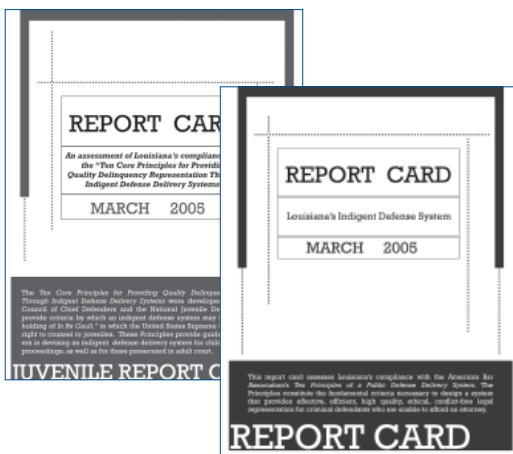 REPORT CAR
An assessment of Louisiana's compliance
the "Ten Core Principles for Providi
Quality Delinquency Representation Th
Indigent Defense Delivery Systems
MARCH 2005
The Ten Core Principles for Providing Quality Delinque
Through Indigent Defense Delivery Systems were develope
Council of Chief Defenders and the National Juvenile De
provide criteria by which an indigent defense system may
holding of In Re Gault," in which the United States Supreme
right to counsel to juveniles. These Principles provide guid
ers in devising an indigent defense system for child
proceedings, as well as for those prosecuted in adult court.
JUVENILE REPORT C
REPORT CARD
Louisiana's Indigent Defense System
MARCH 2005
This report card assesses Louisiana's compliance with the American Bar
Association's Ten Principles of a Public Defense Delivery System. The
Principles constitute the fundamental criteria necessary to design a system
that provides effective, efficient, high quality, ethical, conflict-free legal
representation for criminal defendants who are unable to afford an attorney.
REPORT CARD